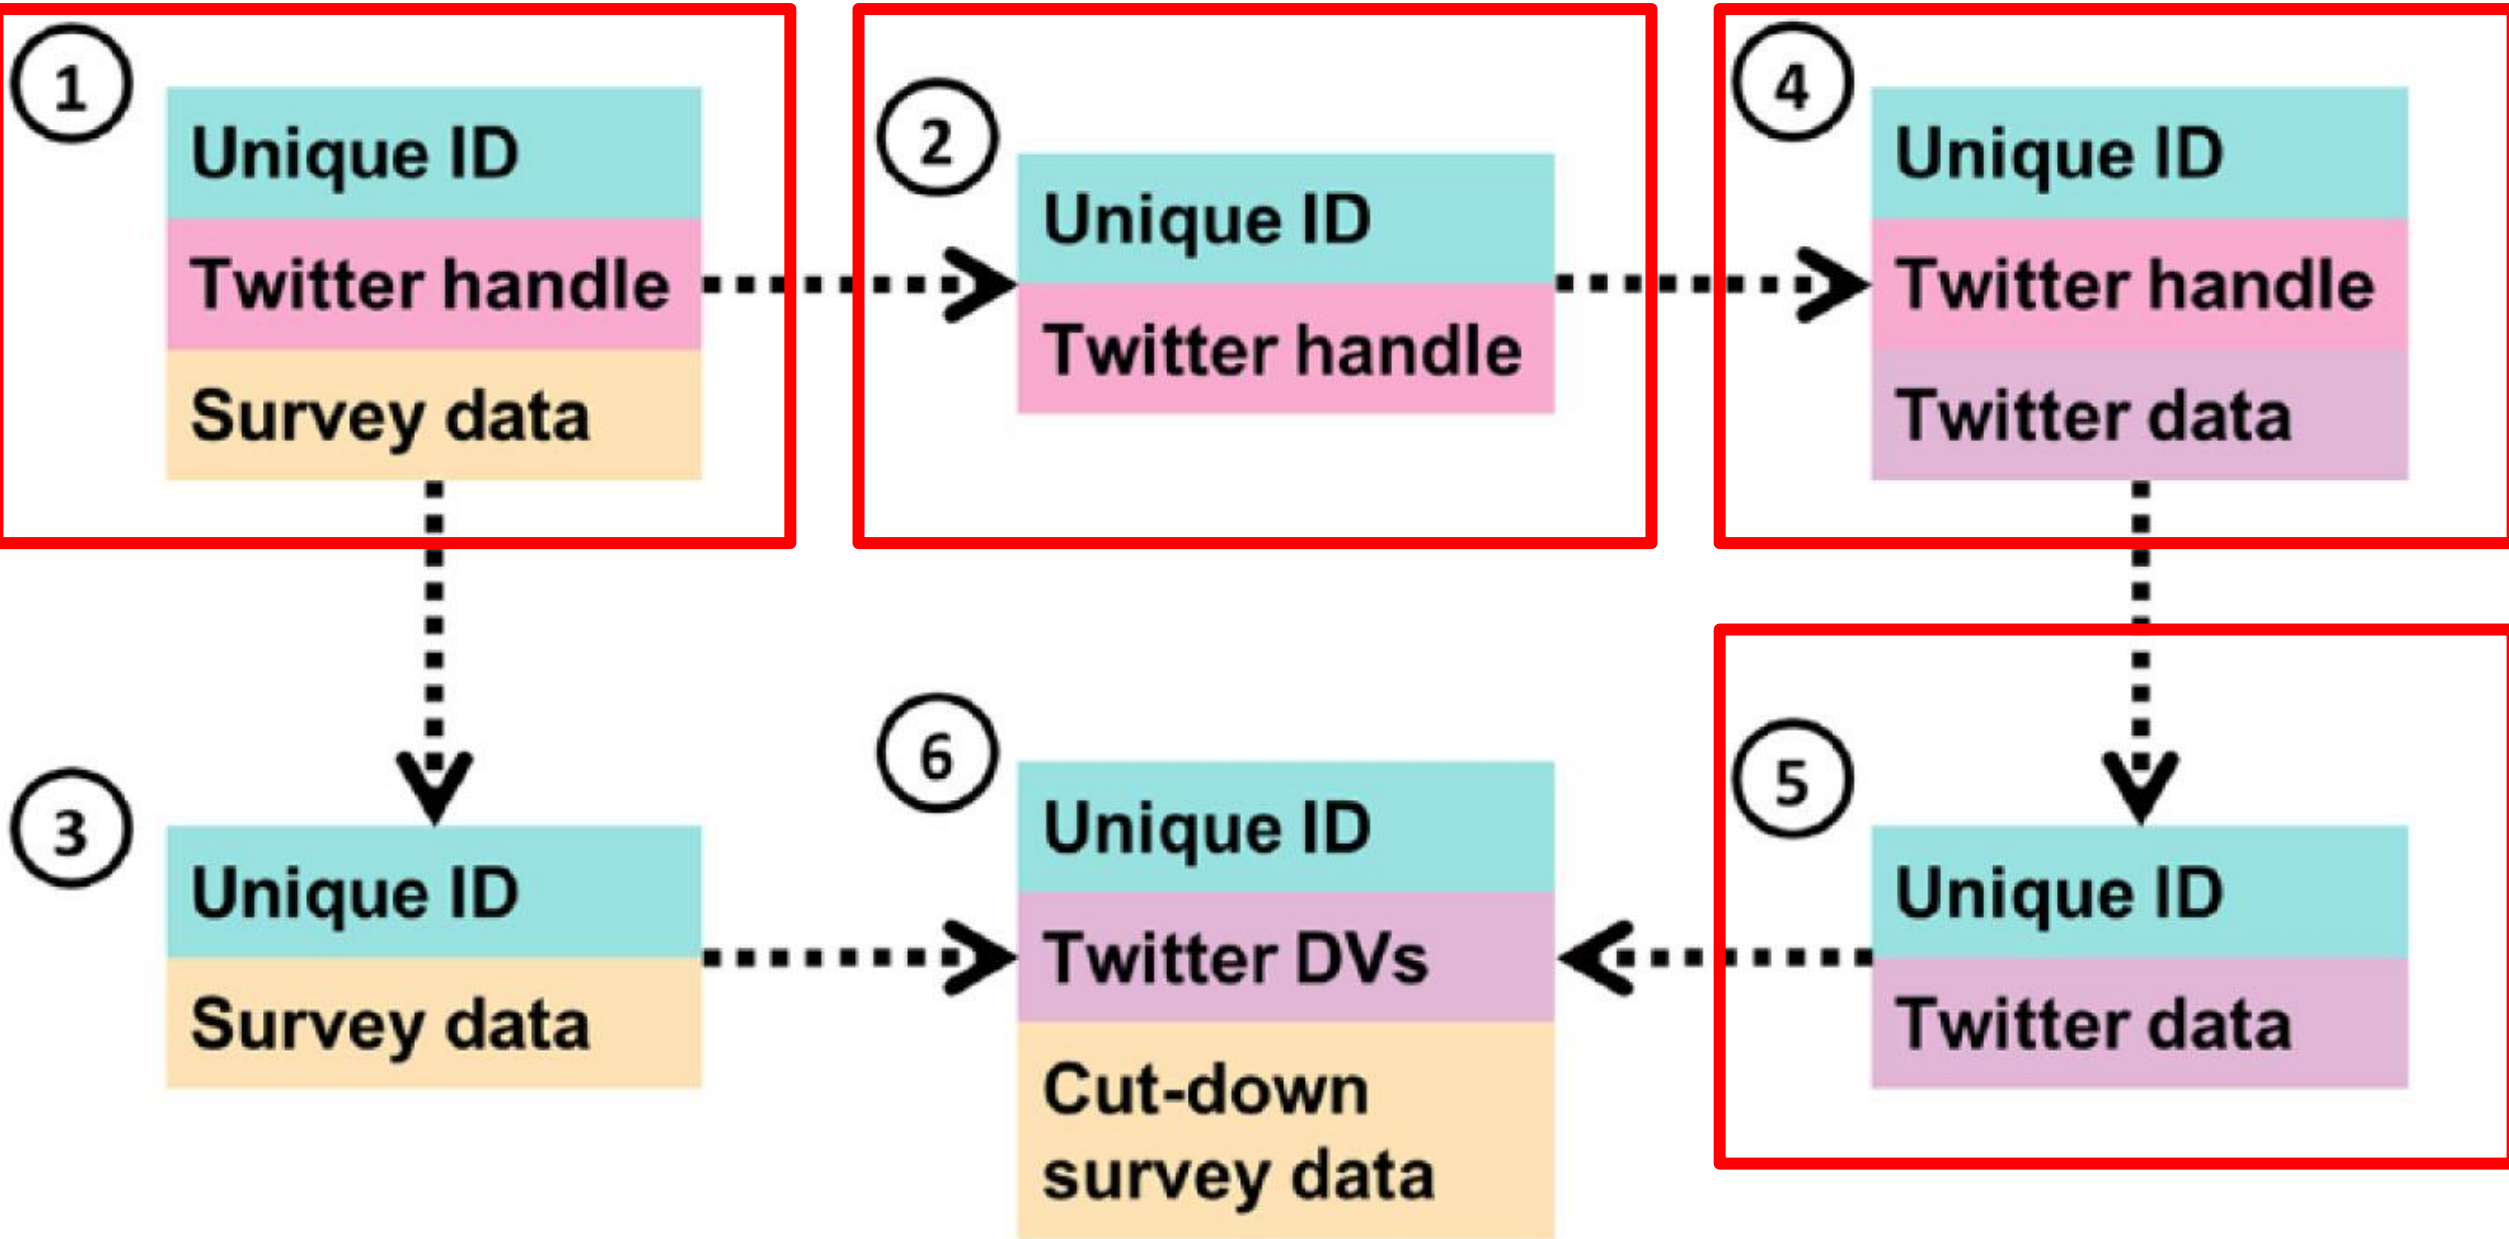 1
Unique ID
Twitter handle
Survey data
2
Unique ID
Twitter handle
4
Unique ID
Twitter handle
Twitter data
3
Unique ID
Survey data
6
Unique ID
Twitter DVs
Cut-down
survey data
5
Unique ID
Twitter data